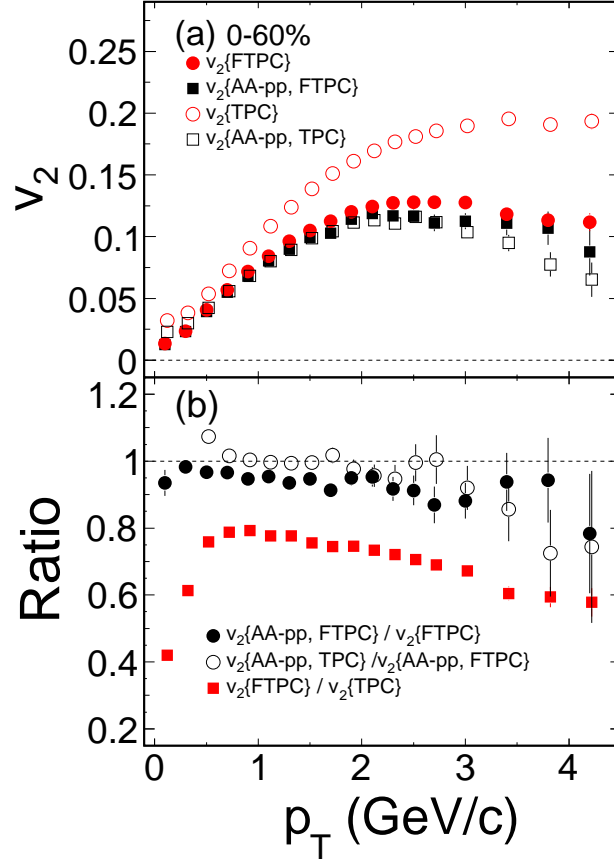 (a) 0-60%
v2{FTPC}
v2{AA-pp, FTPC}
v2{TPC}
v2{AA-pp, TPC}
v2
0.25
0.2
0.15
0.1
0.05
0
(b)
Ratio
1.2
1
0.8
0.6
0.4
0.2
v2{AA-pp, FTPC} / v2{FTPC}
v2{AA-pp, TPC} /v2{AA-pp, FTPC}
v2{FTPC} / v2{TPC}
0 1 2 3 4
pT (GeV/c)